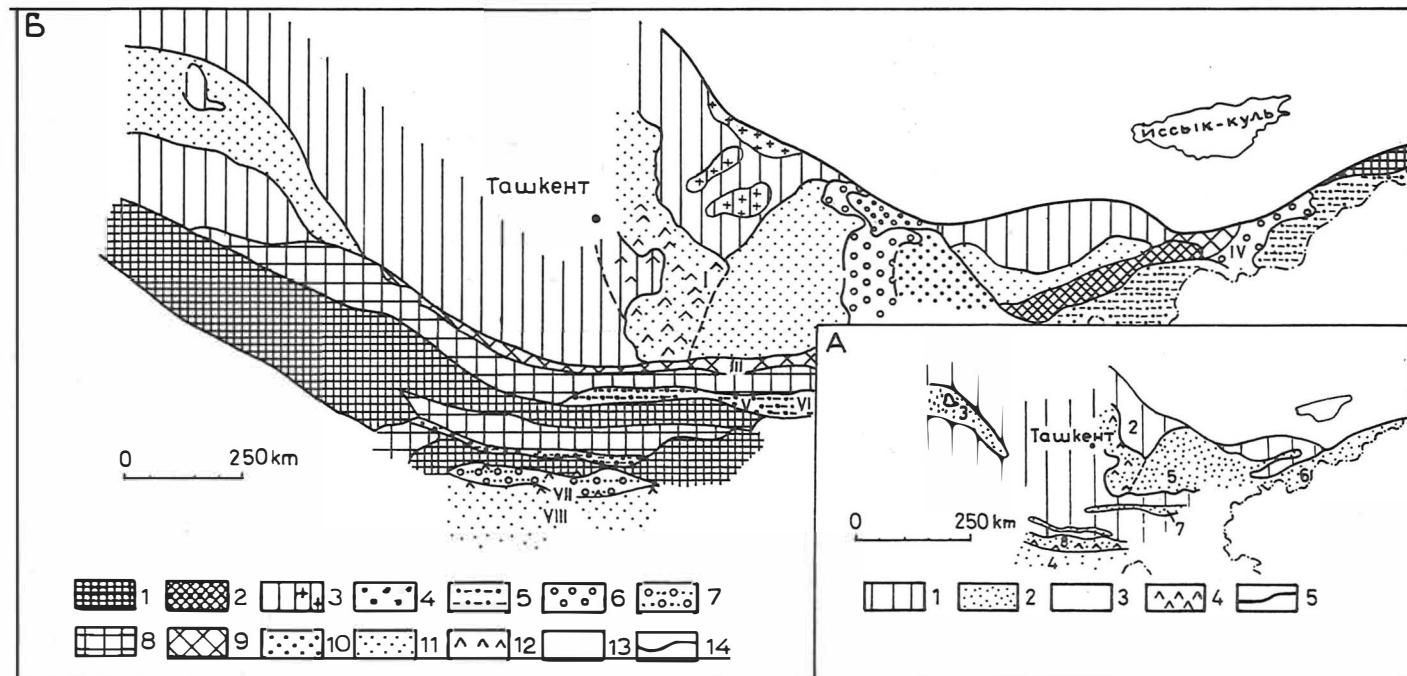 Б
Иссык-куль
Ташкент
I
IV
III
V VI
0 250 km
VII
VIII
1 2 3 4 5 6 7
8 9 10 11 12 13 14
А
3
Ташкент 2
5 6
7
8
4
0 250 km
1 2 3 4 5